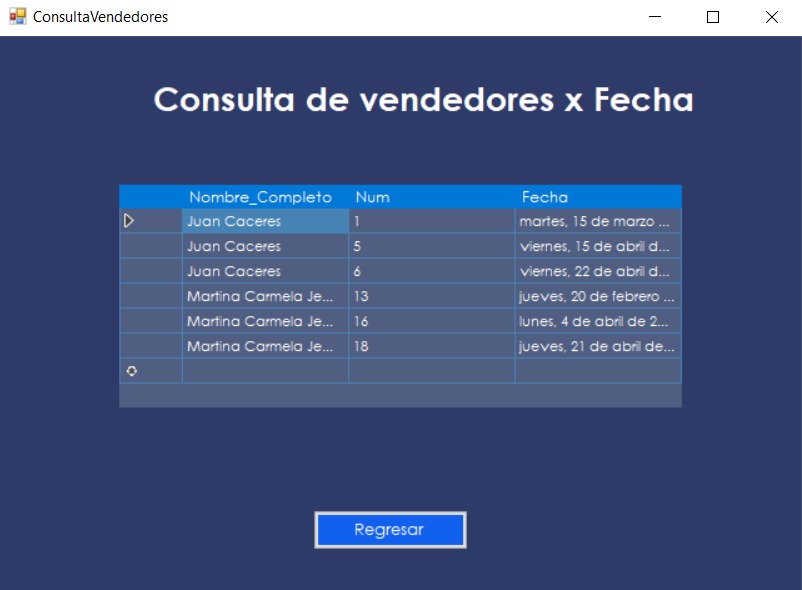 ConsultaVendedores
Consulta de vendedores x Fecha
Nombre_Completo Num Fecha
Juan Caceres 1 martes, 15 de marzo ...
Juan Caceres 5 viernes, 15 de abril d...
Juan Caceres 6 viernes, 22 de abril d...
Martina Carmela Je... 13 jueves, 20 de febrero ...
Martina Carmela Je... 16 lunes, 4 de abril de 2...
Martina Carmela Je... 18 jueves, 21 de abril de...
Regresar